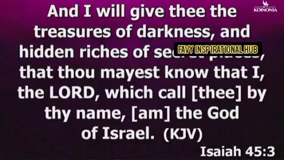 KOINONIA
And I will give thee the
treasures of darkness, and
hidden riches of secret places,
FAVY INSPIRATIONAL HUB
that thou mayest know that I,
the LORD, which call [thee] by
thy name, [am] the God
of Israel. (KJV)
Isaiah 45:3